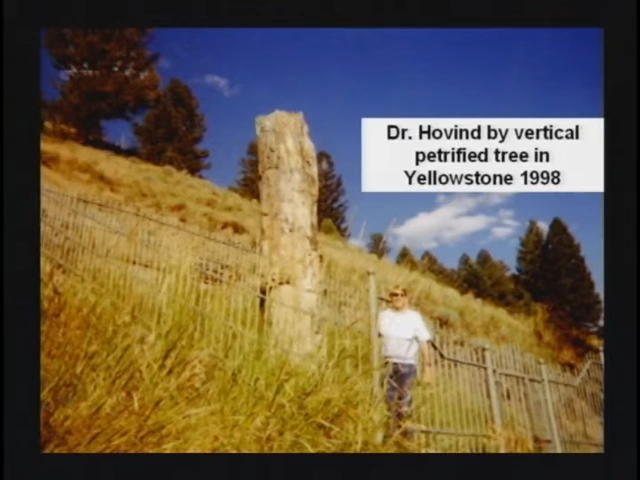 Dr. Hovind by vertical
petrified tree in
Yellowstone 1998